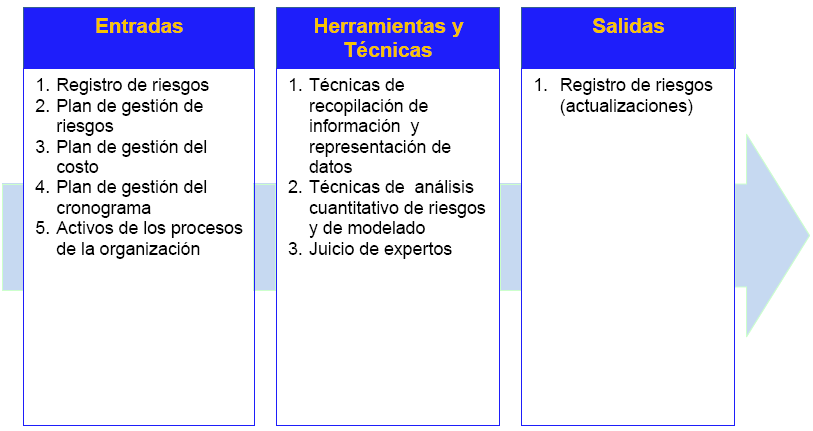 Entradas
1. Registro de riesgos
2. Plan de gestión de
riesgos
3. Plan de gestión del
costo
4. Plan de gestión del
cronograma
5. Activos de los procesos
de la organización
Herramientas y
Técnicas
1. Técnicas de
recopilación de
información y
representación de
datos
2. Técnicas de análisis
cuantitativo de riesgos
y de modelado
3. Juicio de expertos
Salidas
1. Registro de riesgos
(actualizaciones)